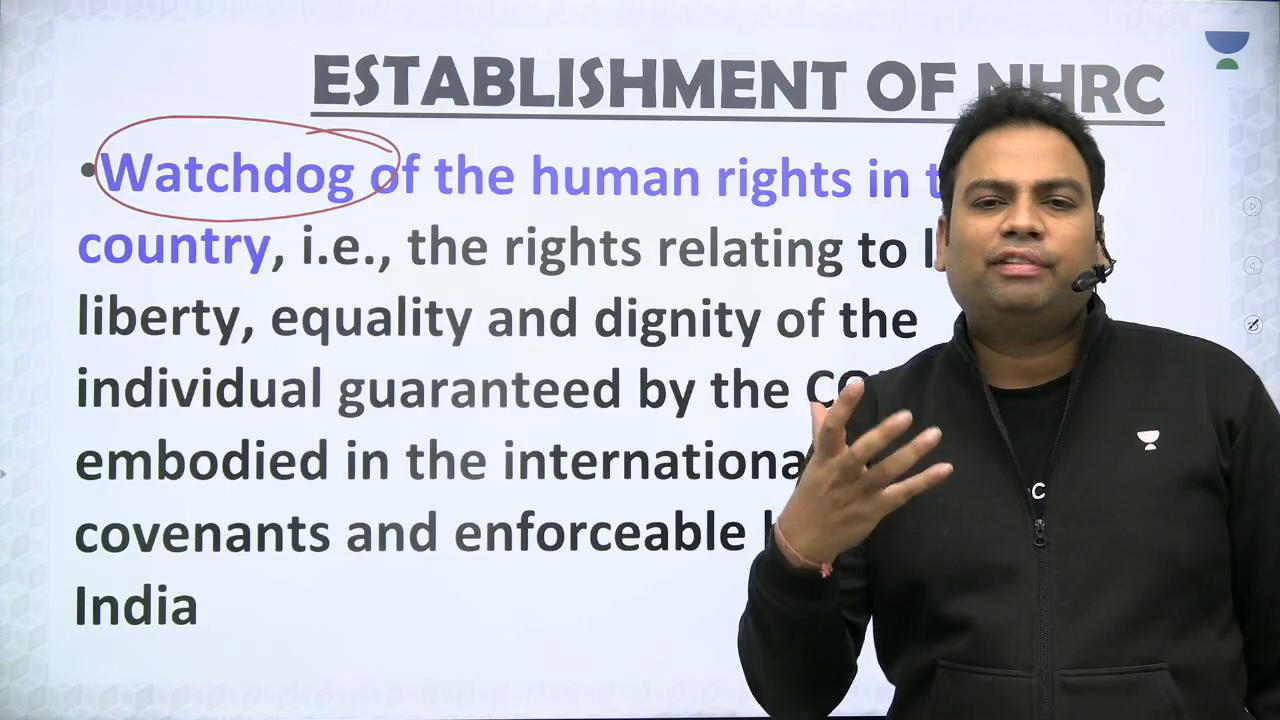 ESTABLISHMENT OF NHRC
•Watchdog of the human rights in
country, i.e., the rights relating to
liberty, equality and dignity of the
individual guaranteed by the
embodied in the
covenants and enforceable
India